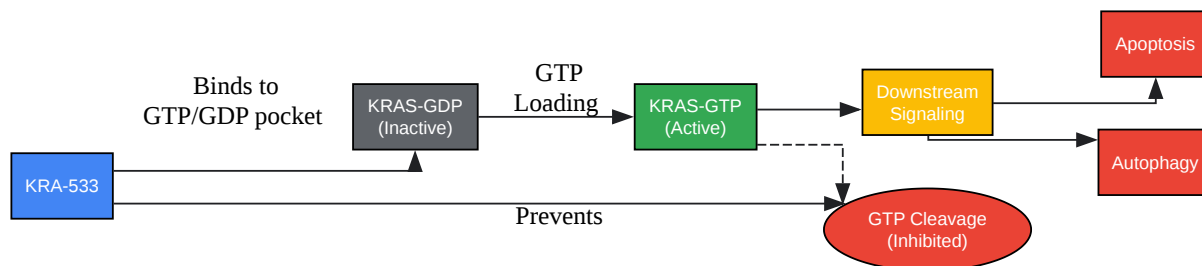 Binds to
GTP/GDP pocket
KRA-533
KRAS-GDP
(Inactive)
GTP
Loading
KRAS-GTP
(Active)
Downstream
Signaling
Apoptosis
Autophagy
Prevents
GTP Cleavage
(Inhibited)